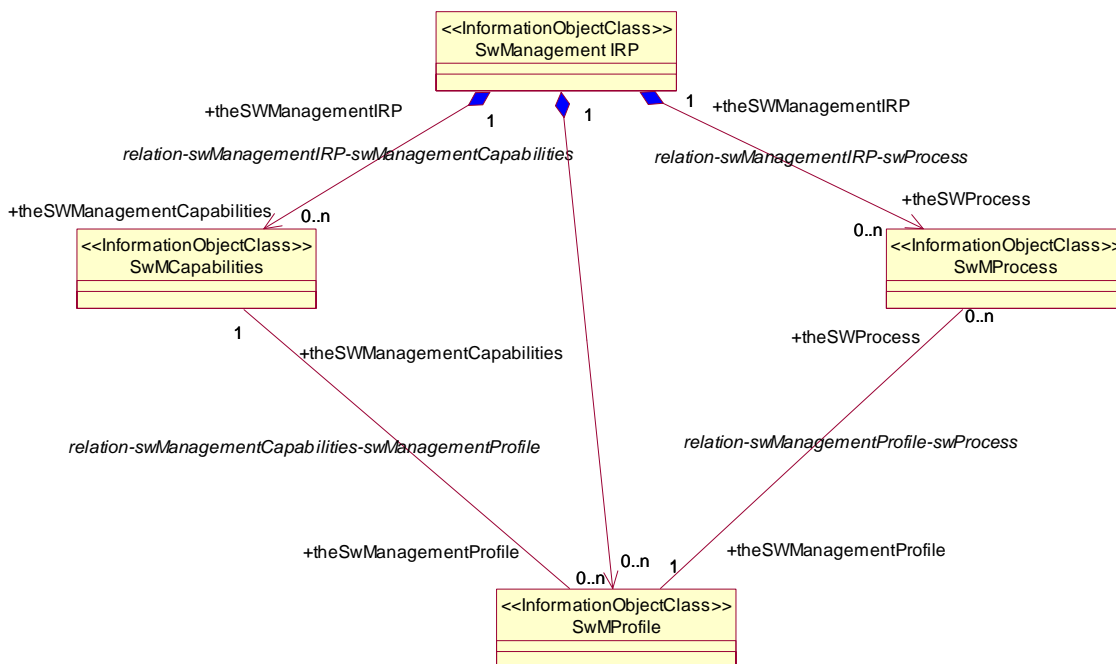 <<InformationObjectClass>>
SwManagement IRP
+theSWManagementIRP
1
1
1
+theSWManagementIRP
relation-swManagementIRP-swManagementCapabilities
relation-swManagementIRP-swProcess
+theSWManagementCapabilities
0..n
+theSWProcess
0..n
<<InformationObjectClass>>
SwMCapabilities
<<InformationObjectClass>>
SwMProcess
1
+theSWManagementCapabilities
0..n
+theSWProcess
relation-swManagementCapabilities-swManagementProfile
relation-swManagementProfile-swProcess
+theSwManagementProfile
0..n
0..n
1
+theSWManagementProfile
<<InformationObjectClass>>
SwMProfile